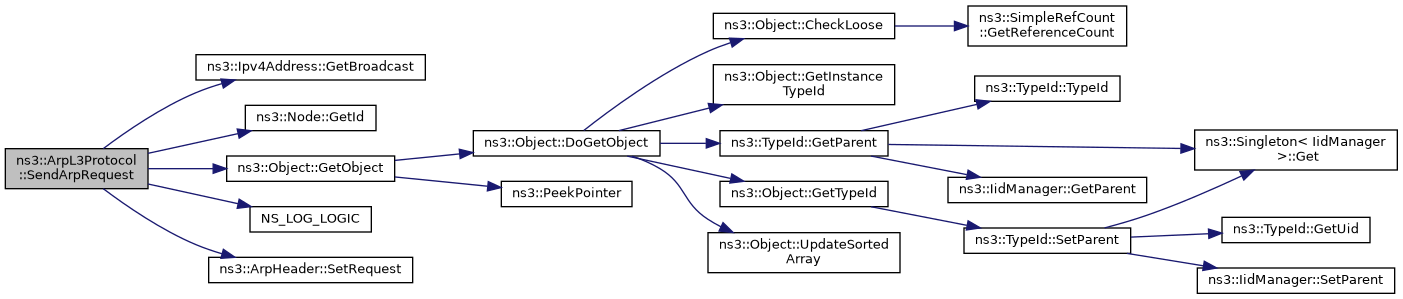 ns3::ArpL3Protocol
::SendArpRequest
ns3::Ipv4Address::GetBroadcast
ns3::Node::GetId
ns3::Object::GetObject
NS_LOG_LOGIC
ns3::ArpHeader::SetRequest
ns3::Object::DoGetObject
ns3::PeekPointer
ns3::Object::CheckLoose
ns3::Object::GetInstance
TypeId
ns3::TypeId::GetParent
ns3::Object::GetTypeId
ns3::Object::UpdateSorted
Array
ns3::SimpleRefCount
::GetReferenceCount
ns3::TypeId::TypeId
ns3::IidManager::GetParent
ns3::TypeId::SetParent
ns3::Singleton< IidManager
>::Get
ns3::TypeId::GetUid
ns3::IidManager::SetParent